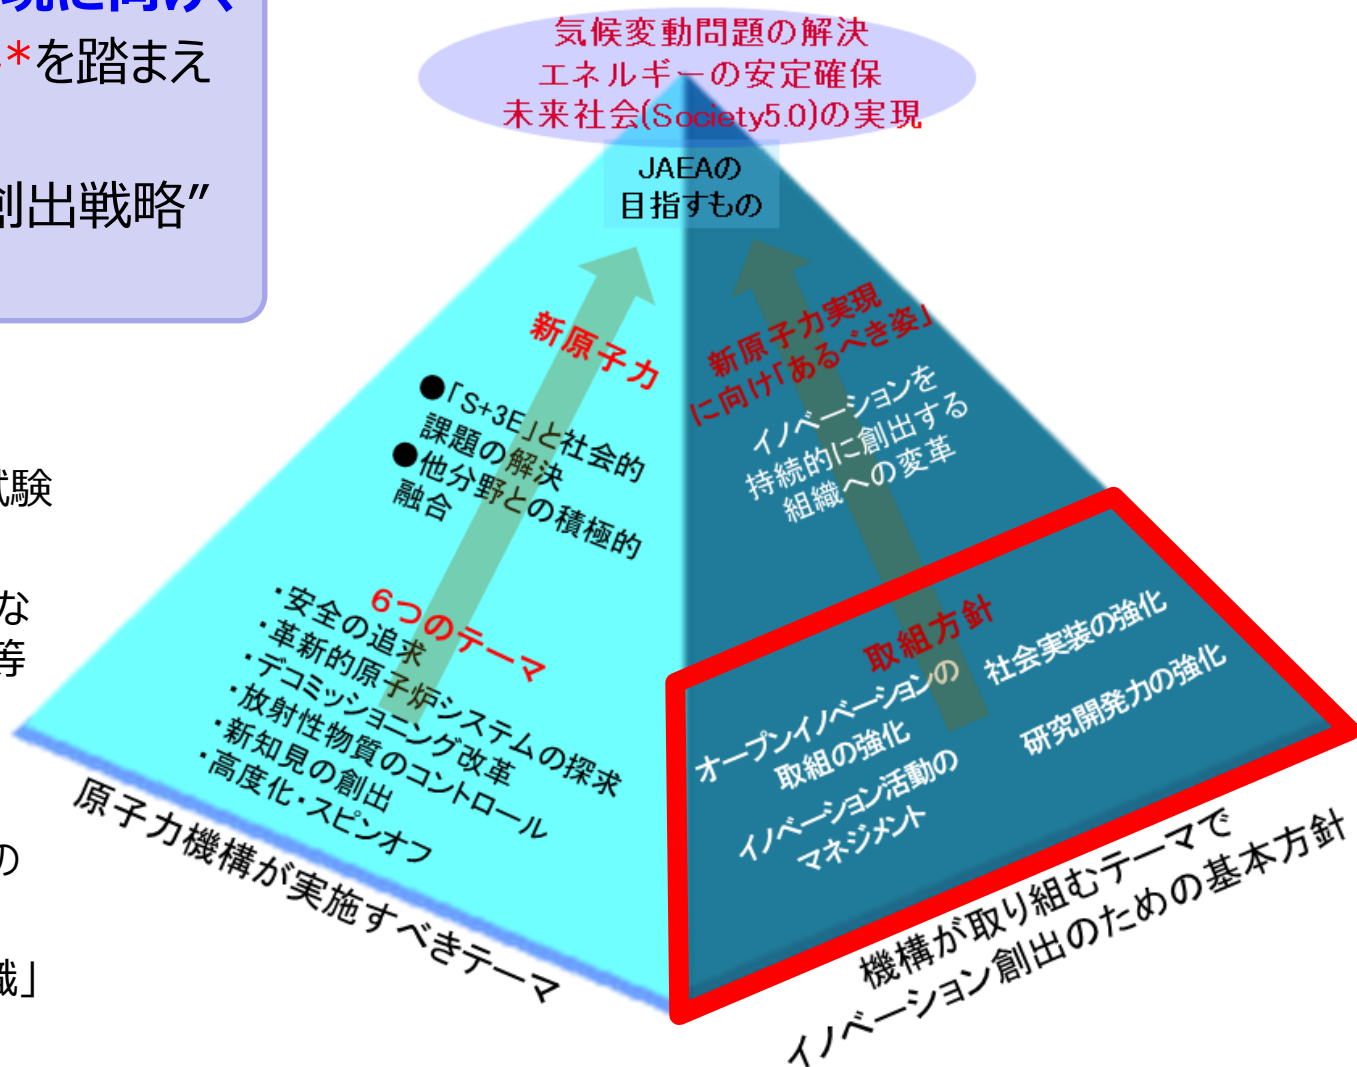 *を踏まえ
創出戦略”
試験
な
等
の
織」
気候変動問題の解決
エネルギーの安定確保
未来社会(Society5.0)の実現
JAEAの
目指すもの
新原子力
●「S+3E」と社会的
課題の解決
●他分野との積極的
融合
6つのテーマ
・安全の追求
・革新的原子炉システムの探求
・デコミッショニング改革
・放射性物質のコントロール
・新知見の創出
・高度化・スピンオフ
原子力機構が実施すべきテーマ
新原子力実現
に向け「あるべき姿」
イノベーションを
持続的に創出する
組織への変革
取組方針
オープンイノベーションの
取組の強化
社会実装の強化
イノベーション活動の
マネジメント
研究開発力の強化
機構が取り組むテーマで
イノベーション創出のための基本方針